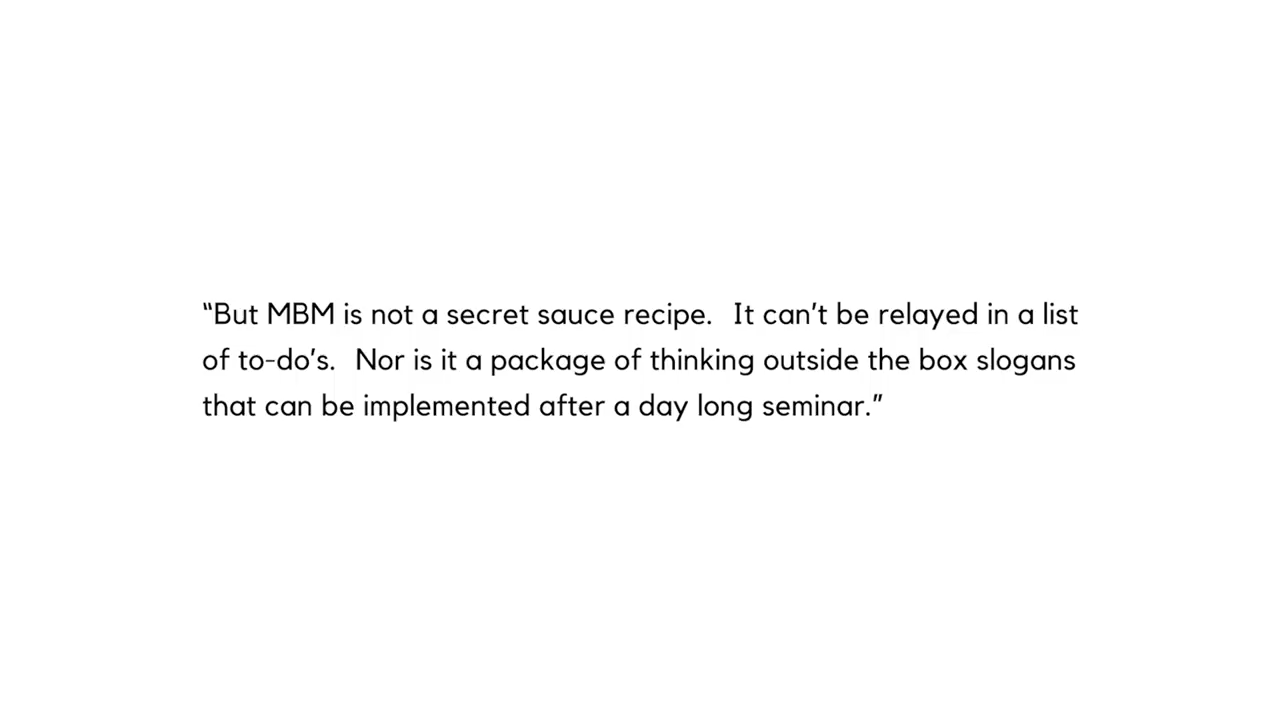 “But MBM is not a secret sauce recipe.  It can’t be relayed in a list
of to-do’s.  Nor is it a package of thinking outside the box slogans
that can be implemented after a day long seminar.”